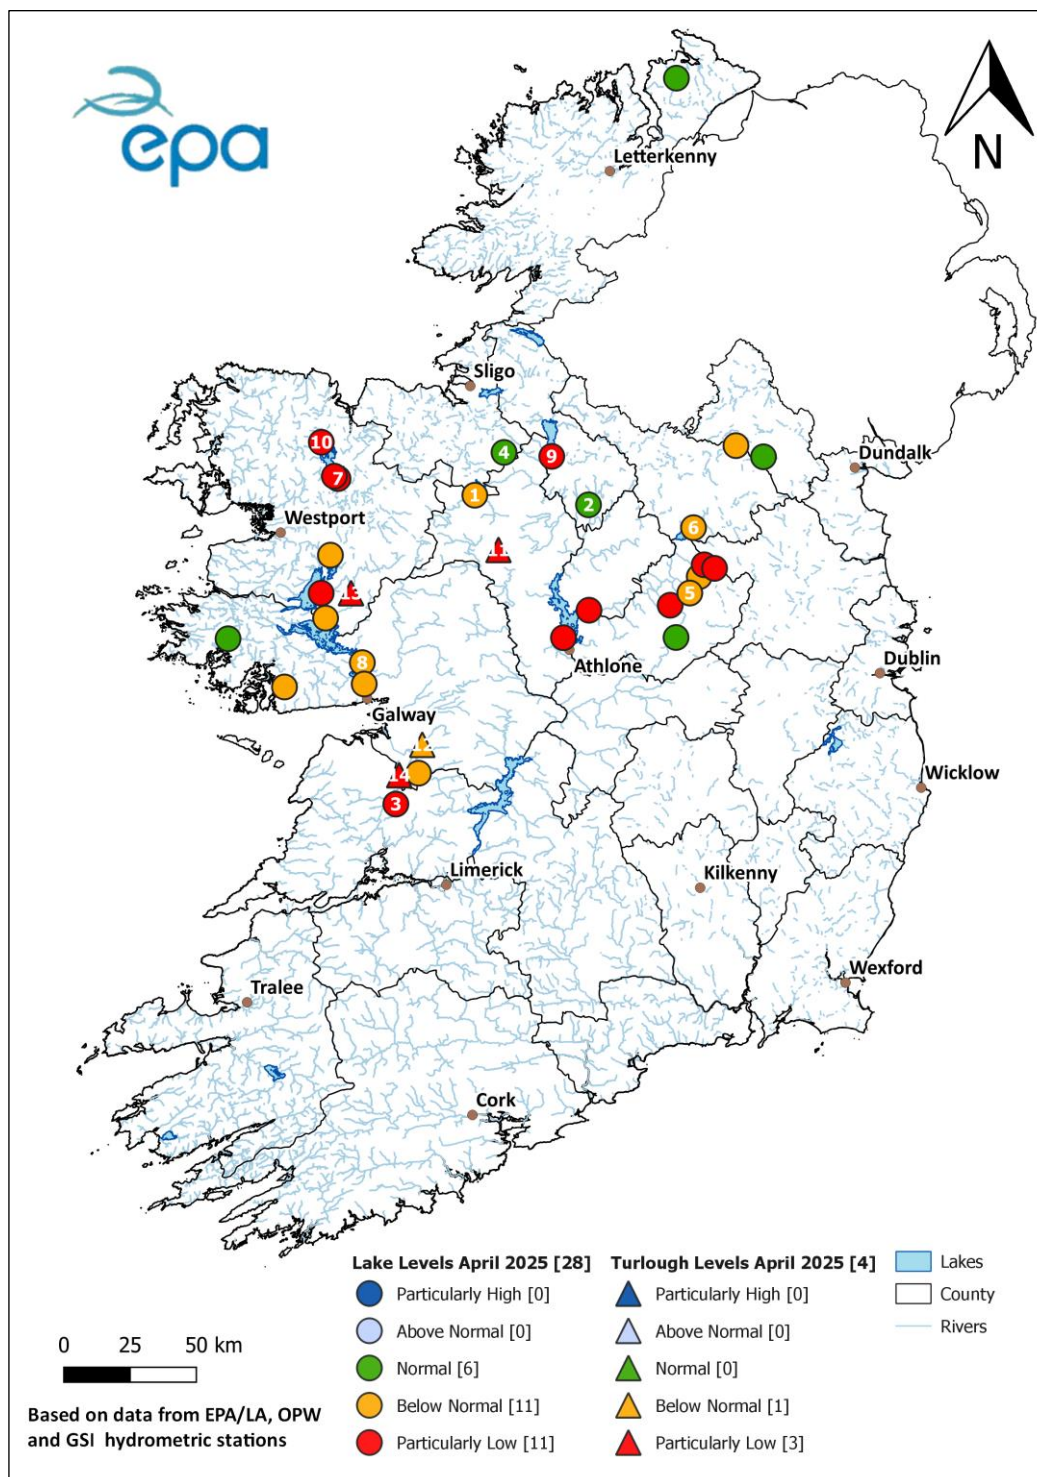 epa
N
Letterkenny
Sligo
10
4
9
Dundalk
7
1
2
Westport
6
11
13
5
8
Athlone
Dublin
Galway
12
14
3
Wicklow
Limerick
Kilkenny
Wexford
Tralee
Cork
Lake Levels April 2025 [28]
Particularly High [0]
Above Normal [0]
Normal [6]
Below Normal [11]
Particularly Low [11]
Turlough Levels April 2025 [4]
Particularly High [0]
Above Normal [0]
Normal [0]
Below Normal [1]
Particularly Low [3]
Lakes
County
Rivers
0 25 50 km
Based on data from EPA/LA, OPW
and GSI hydrometric stations